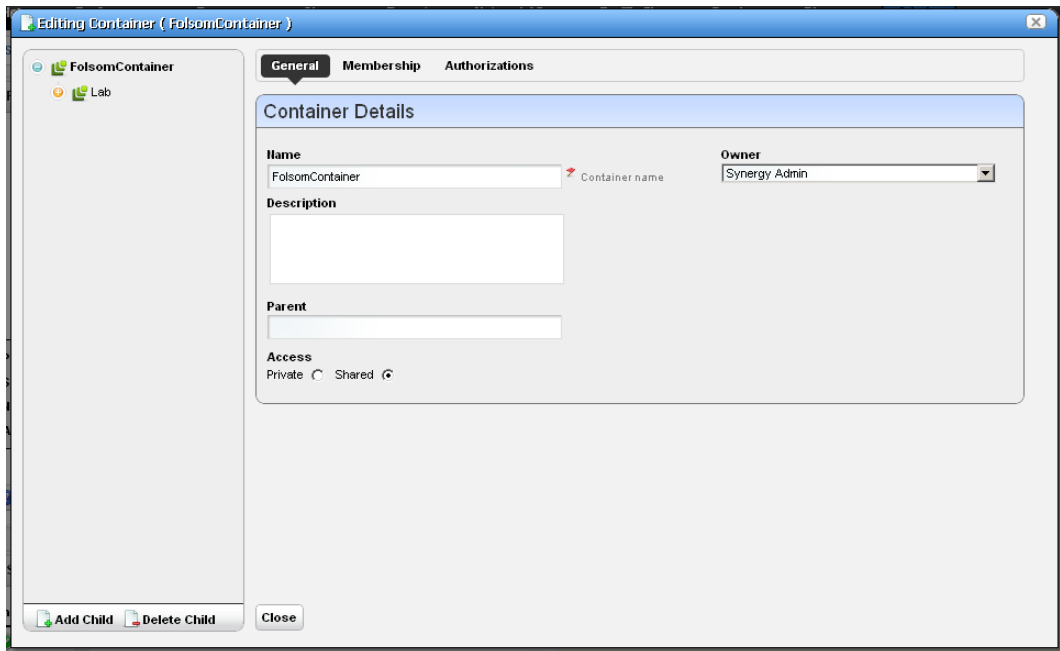 Editing Container ( FolsomContainer )
FolsomContainer
Lab
General Membership Authorizations
Container Details
Name
FolsomContainer
Container name
Owner
Synergy Admin
Description
Parent
Access
Private Shared
Add Child Delete Child
Close